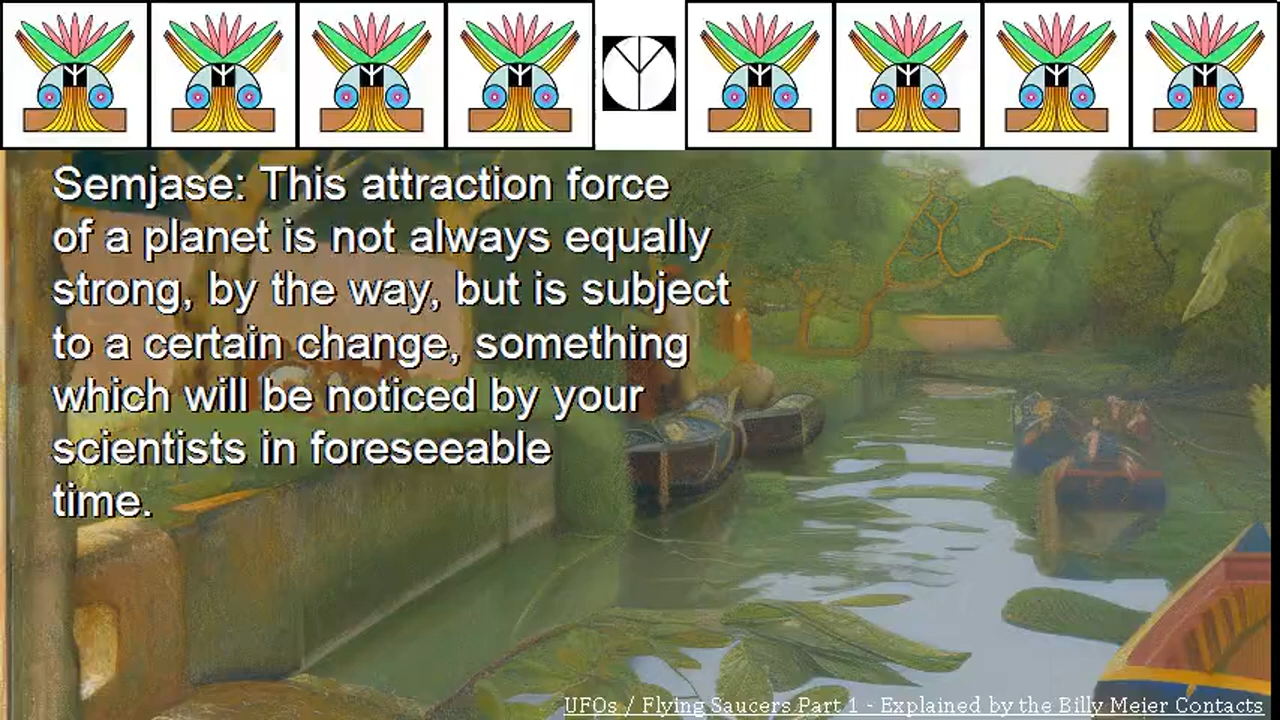 Semjase: This attraction force
of a planet is not always equally
strong, by the way, but is subject
to a certain change, something
which will be noticed by your
scientists in foreseeable
time.
UFOs / Flying Saucers Part 1 - Explained by the Billy Meier Contacts